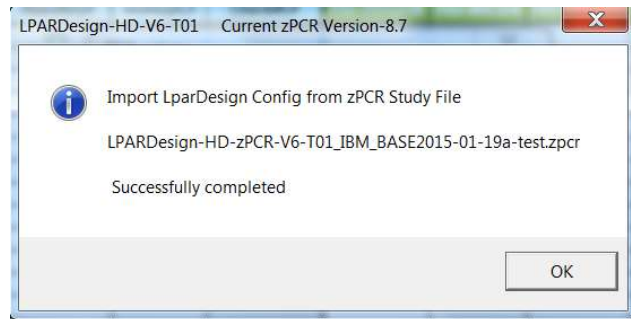 LPARDesign-HD-V6-T01 Current zPCR Version-8.7
Import LparDesign Config from zPCR Study File
LPARDesign-HD-zPCR-V6-T01_IBM_BASE2015-01-19a-test.zpcr
Successfully completed
OK